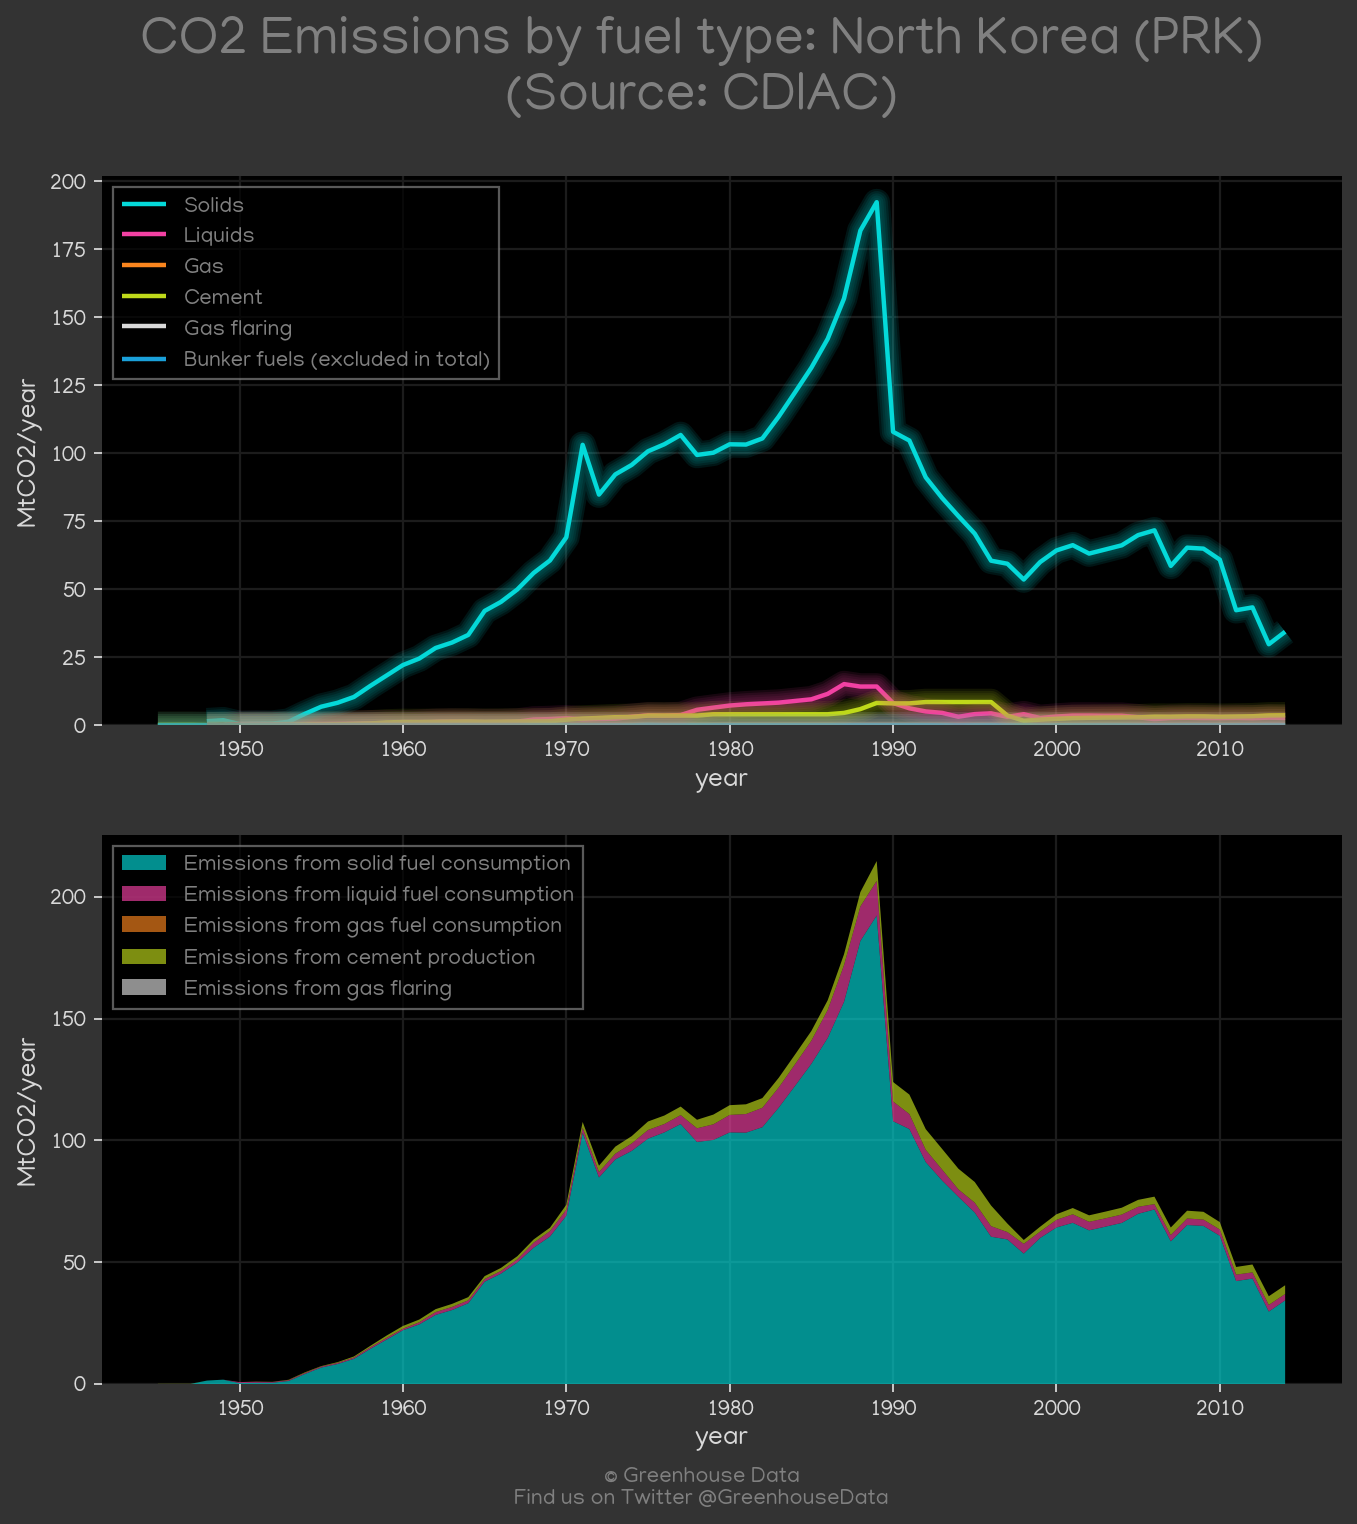 CO2 Emissions by fuel type: North Korea (PRK)
(Source: CDIAC)
200
175
150
125
100
75
50
25
0
MtCO2/year
Solids
Liquids
Gas
Cement
Gas flaring
Bunker fuels (excluded in total)
1950
1960
1970
1980
1990
2000
2010
year
200
150
100
50
0
MtCO2/year
Emissions from solid fuel consumption
Emissions from liquid fuel consumption
Emissions from gas fuel consumption
Emissions from cement production
Emissions from gas flaring
1950
1960
1970
1980
1990
2000
2010
year
© Greenhouse Data
Find us on Twitter @GreenhouseData